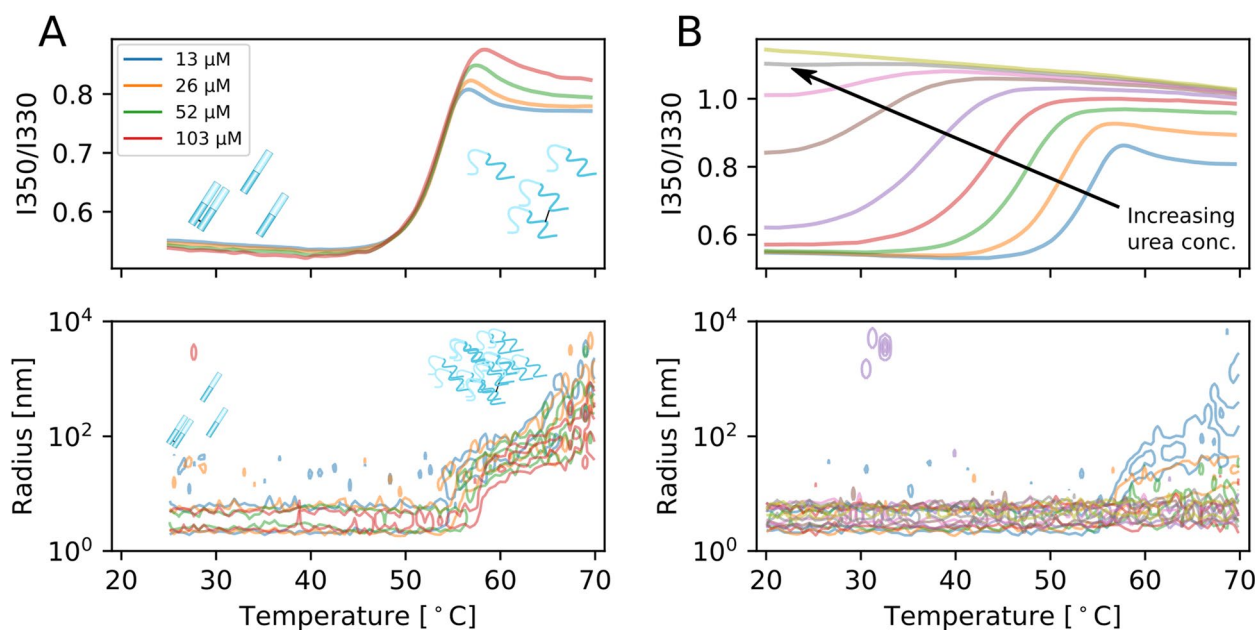 A
B
13 μM
26 μM
52 μM
103 μM
I350/I330
0.8
0.7
0.6
I350/I330
1.0
0.8
0.6
Increasing
urea conc.
Radius [nm]
10^4
10^2
10^0
20 30 40 50 60 70
Temperature [°C]
Radius [nm]
10^4
10^2
10^0
20 30 40 50 60 70
Temperature [°C]